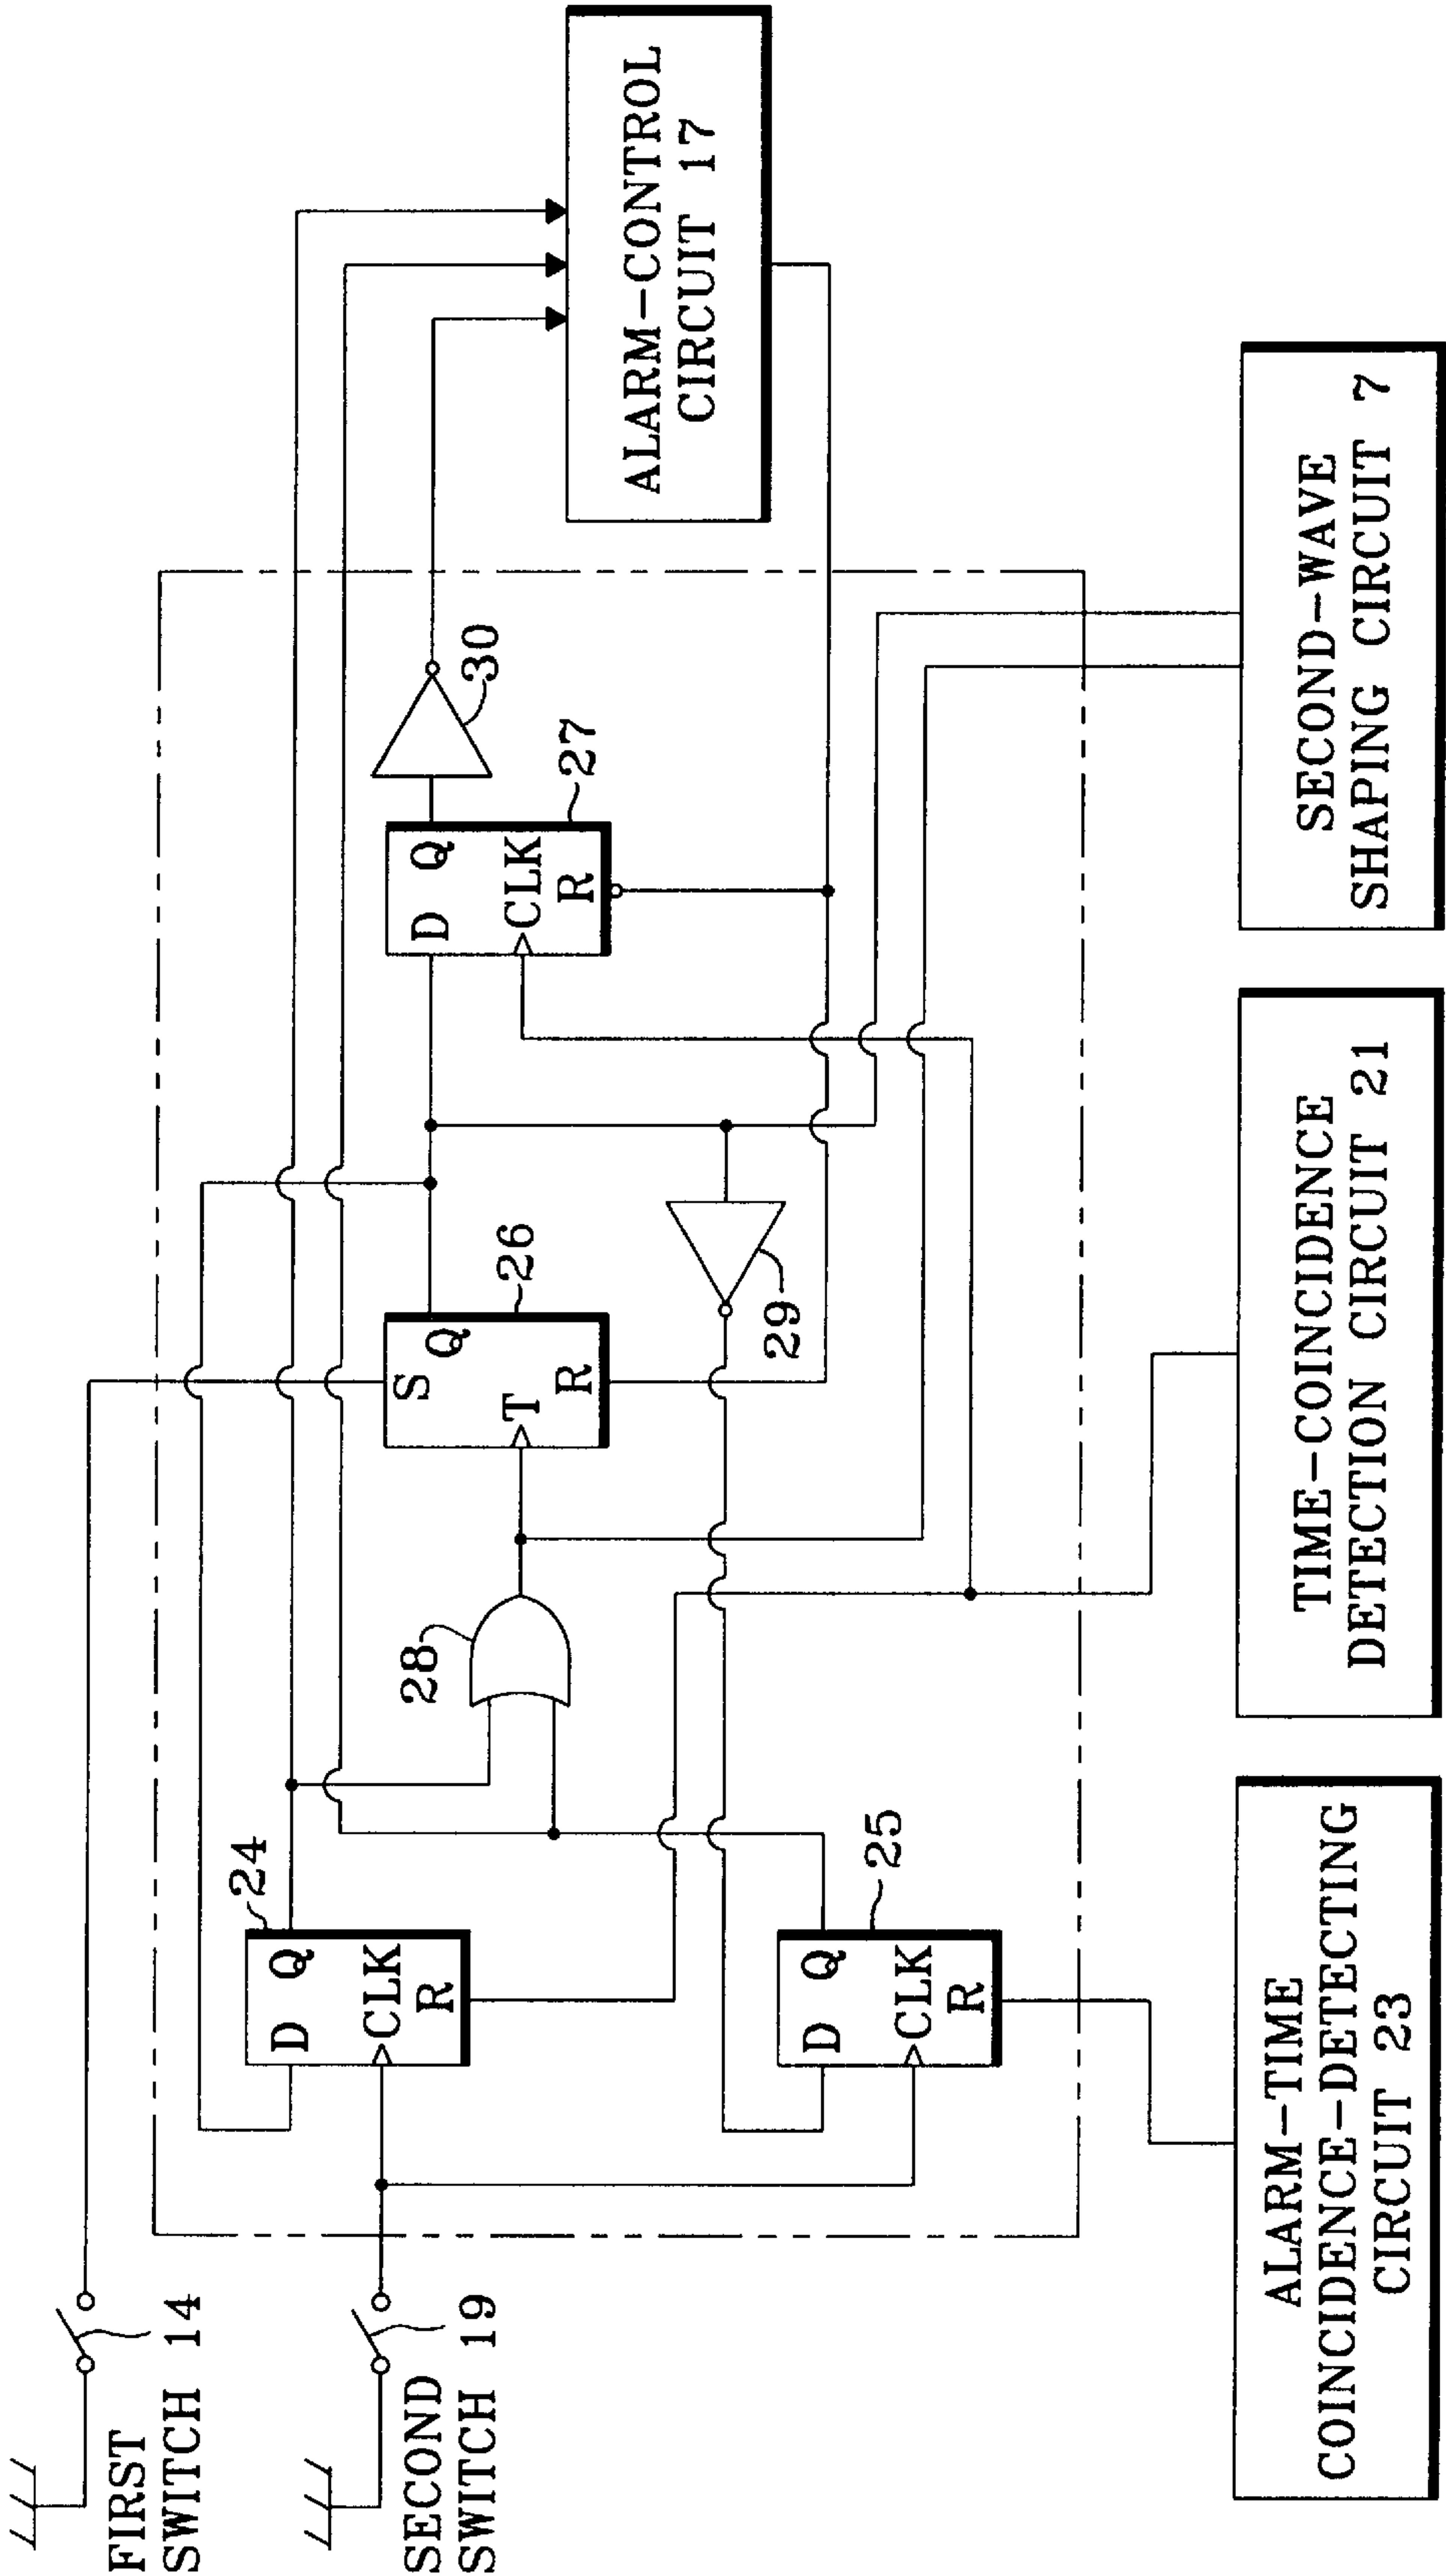 FIRST
SWITCH 14
SECOND
SWITCH 19
24
D Q
CLK
R
25
D Q
CLK
R
28
26
S
Q
T
R
29
27
D Q
CLK
R
30
ALARM-CONTROL
CIRCUIT 17
ALARM-TIME
COINCIDENCE-DETECTING
CIRCUIT 23
TIME-COINCIDENCE
DETECTION CIRCUIT 21
SECOND-WAVE
SHAPING CIRCUIT 7